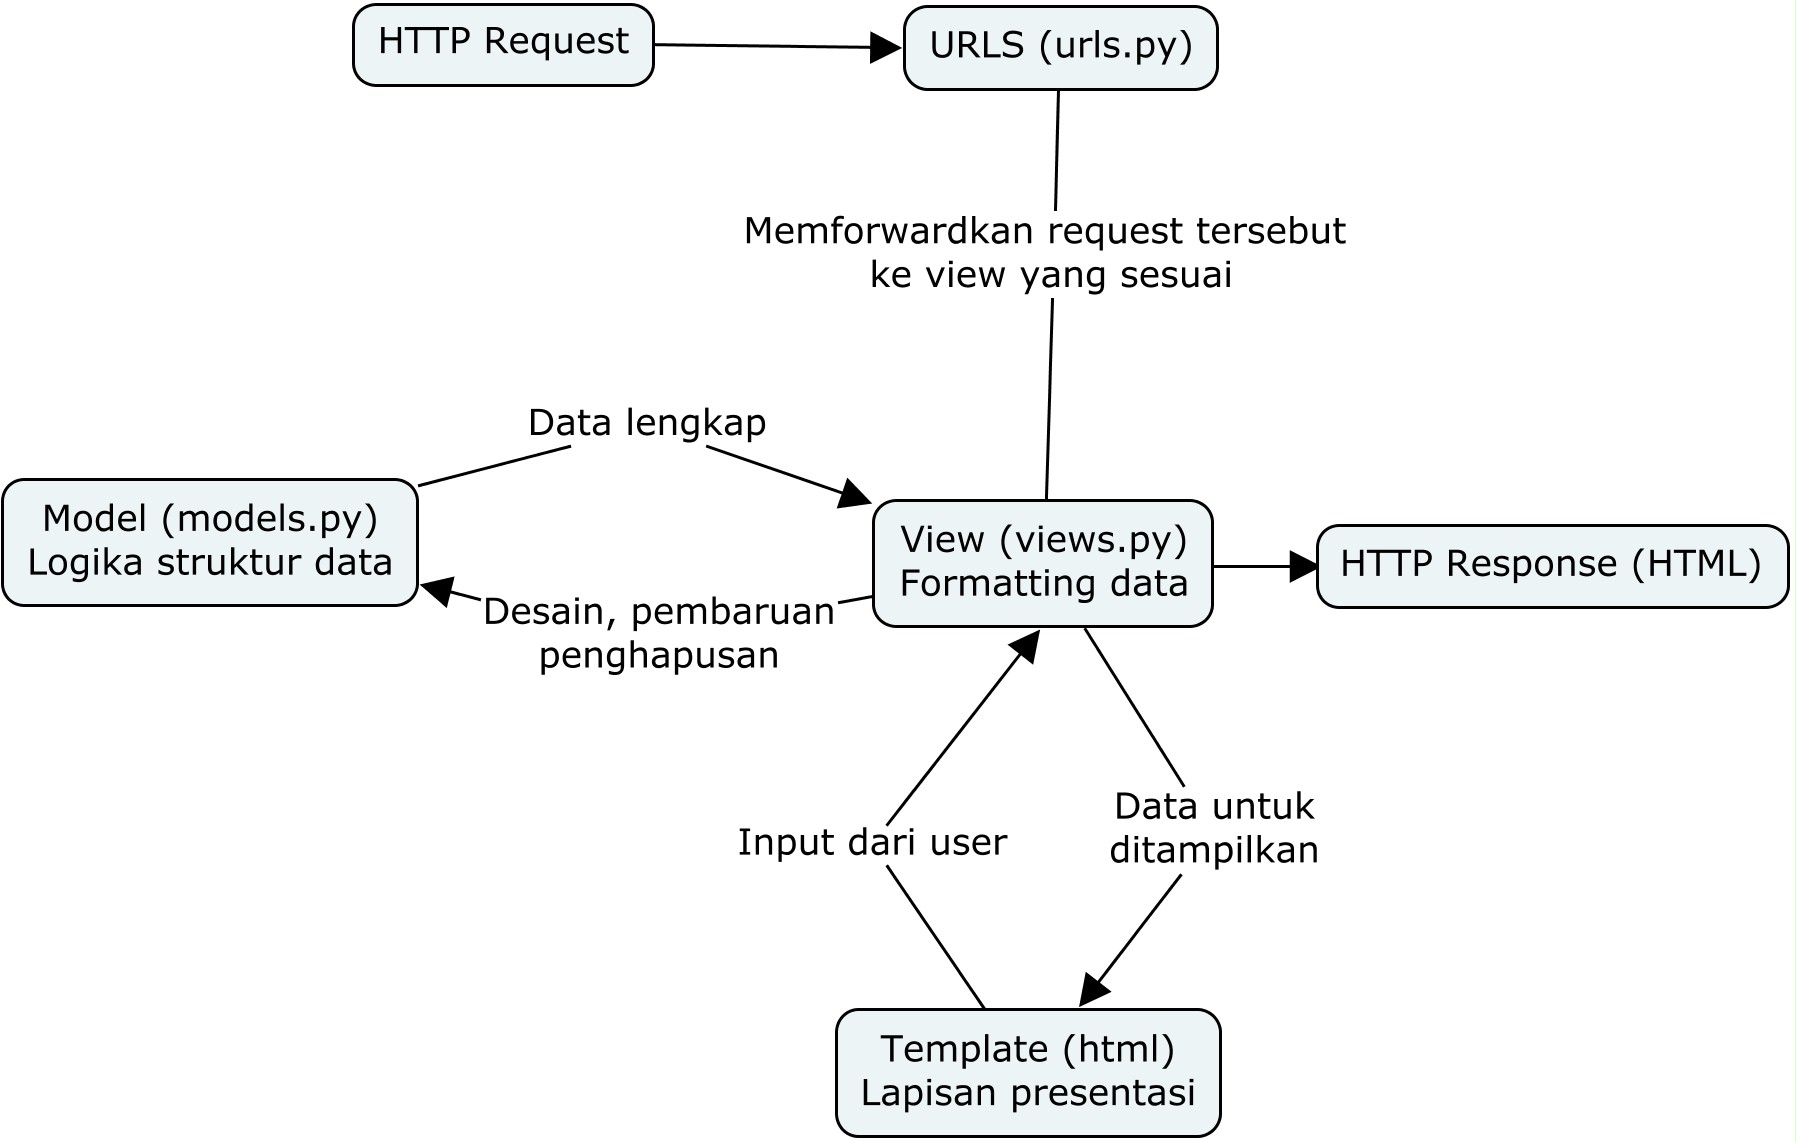 HTTP Request
URLS (urls.py)
Memforwardkan request tersebut
ke view yang sesuai
Data lengkap
Model (models.py)
Logika struktur data
View (views.py)
Formatting data
HTTP Response (HTML)
Desain, pembaruan
penghapusan
Input dari user
Data untuk
ditampilkan
Template (html)
Lapisan presentasi